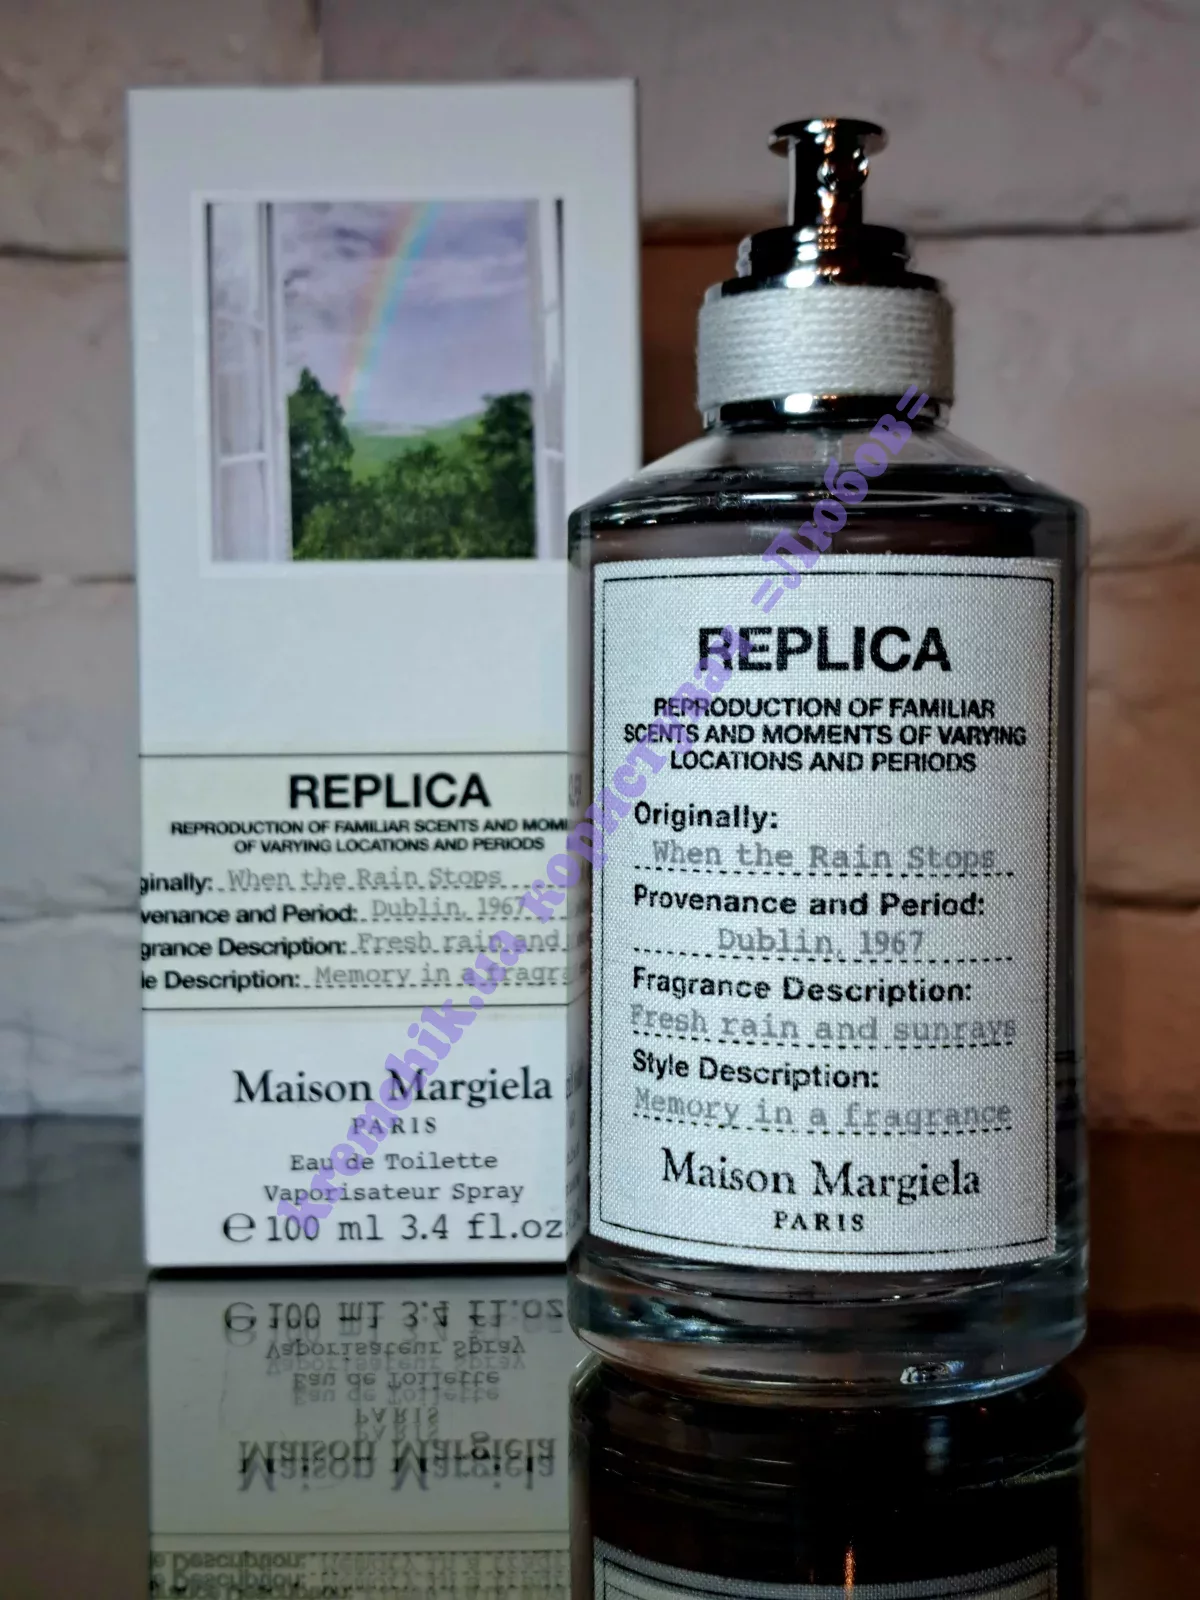 REPLICA
REPRODUCTION OF FAMILIAR SCENTS AND MOM
OF VARYING LOCATIONS AND PERIODS
ginally: When the Rain Stops
venance and Period: Dublin, 1967
grance Description: Fresh rain and
le Description: Memory in a fragra
Maison Margiela
PARIS
Eau de Toilette
Vaporisateur Spray
℮ 100 ml 3.4 fl.oz
REPLICA
REPRODUCTION OF FAMILIAR
SCENTS AND MOMENTS OF VARYING
LOCATIONS AND PERIODS
Originally:
When the Rain Stops
Provenance and Period:
Dublin, 1967
Fragrance Description:
Fresh rain and sunrays
Style Description:
Memory in a fragrance
Maison Margiela
PARIS
kremchik.ua користувач =Любов=